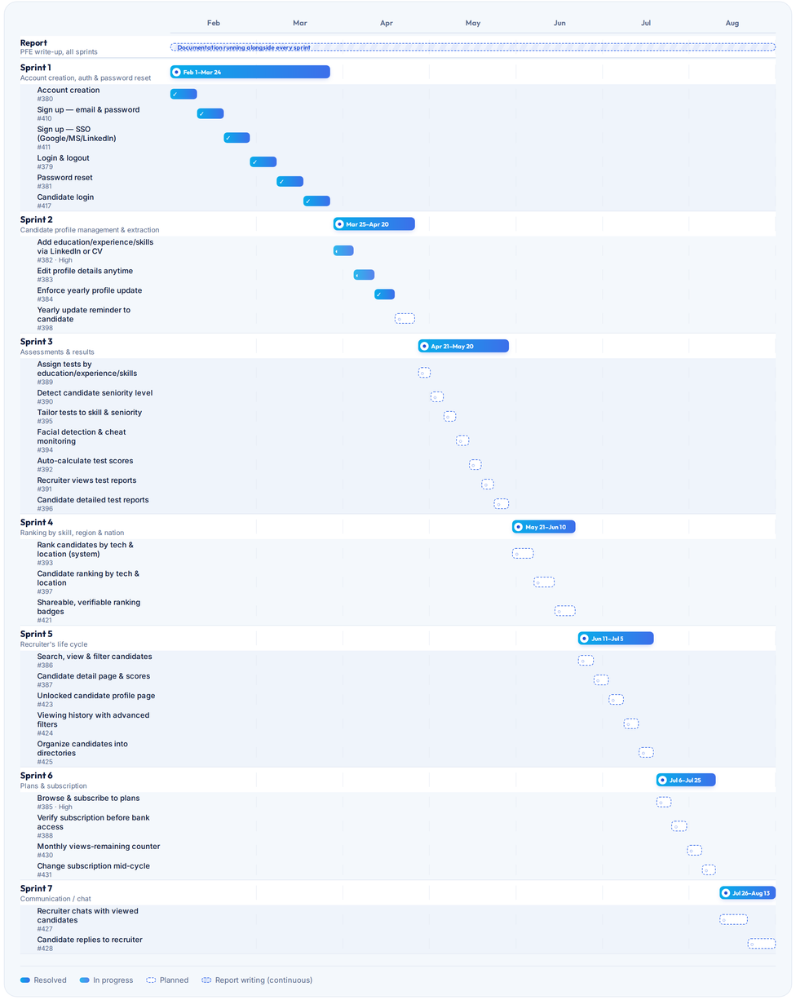 Feb Mar Apr May Jun Jul Aug
Report
PFE write-up, all sprints
Documentation running alongside every sprint
Sprint 1
Account creation, auth & password reset
Feb 1–Mar 24
Account creation
#380
✓
Sign up — email & password
#410
✓
Sign up — SSO
(Google/MS/LinkedIn)
#411
✓
Login & logout
#379
✓
Password reset
#381
✓
Candidate login
#417
✓
Sprint 2
Candidate profile management & extraction
Mar 25–Apr 20
Add education/experience/skills
via LinkedIn or CV
#382 · High
Edit profile details anytime
#383
Enforce yearly profile update
#384
✓
Yearly update reminder to
candidate
#398
Sprint 3
Assessments & results
Apr 21–May 20
Assign tests by
education/experience/skills
#389
Detect candidate seniority level
#390
Tailor tests to skill & seniority
#395
Facial detection & cheat
monitoring
#394
Auto-calculate test scores
#392
Recruiter views test reports
#391
Candidate detailed test reports
#396
Sprint 4
Ranking by skill, region & nation
May 21–Jun 10
Rank candidates by tech &
location (system)
#393
Candidate ranking by tech &
location
#397
Shareable, verifiable ranking
badges
#421
Sprint 5
Recruiter's life cycle
Jun 11–Jul 5
Search, view & filter candidates
#386
Candidate detail page & scores
#387
Unlocked candidate profile page
#423
Viewing history with advanced
filters
#424
Organize candidates into
directories
#425
Sprint 6
Plans & subscription
Jul 6–Jul 25
Browse & subscribe to plans
#385 · High
Verify subscription before bank
access
#388
Monthly views-remaining counter
#430
Change subscription mid-cycle
#431
Sprint 7
Communication / chat
Jul 26–Aug 13
Recruiter chats with viewed
candidates
#427
Candidate replies to recruiter
#428
Resolved In progress Planned Report writing (continuous)